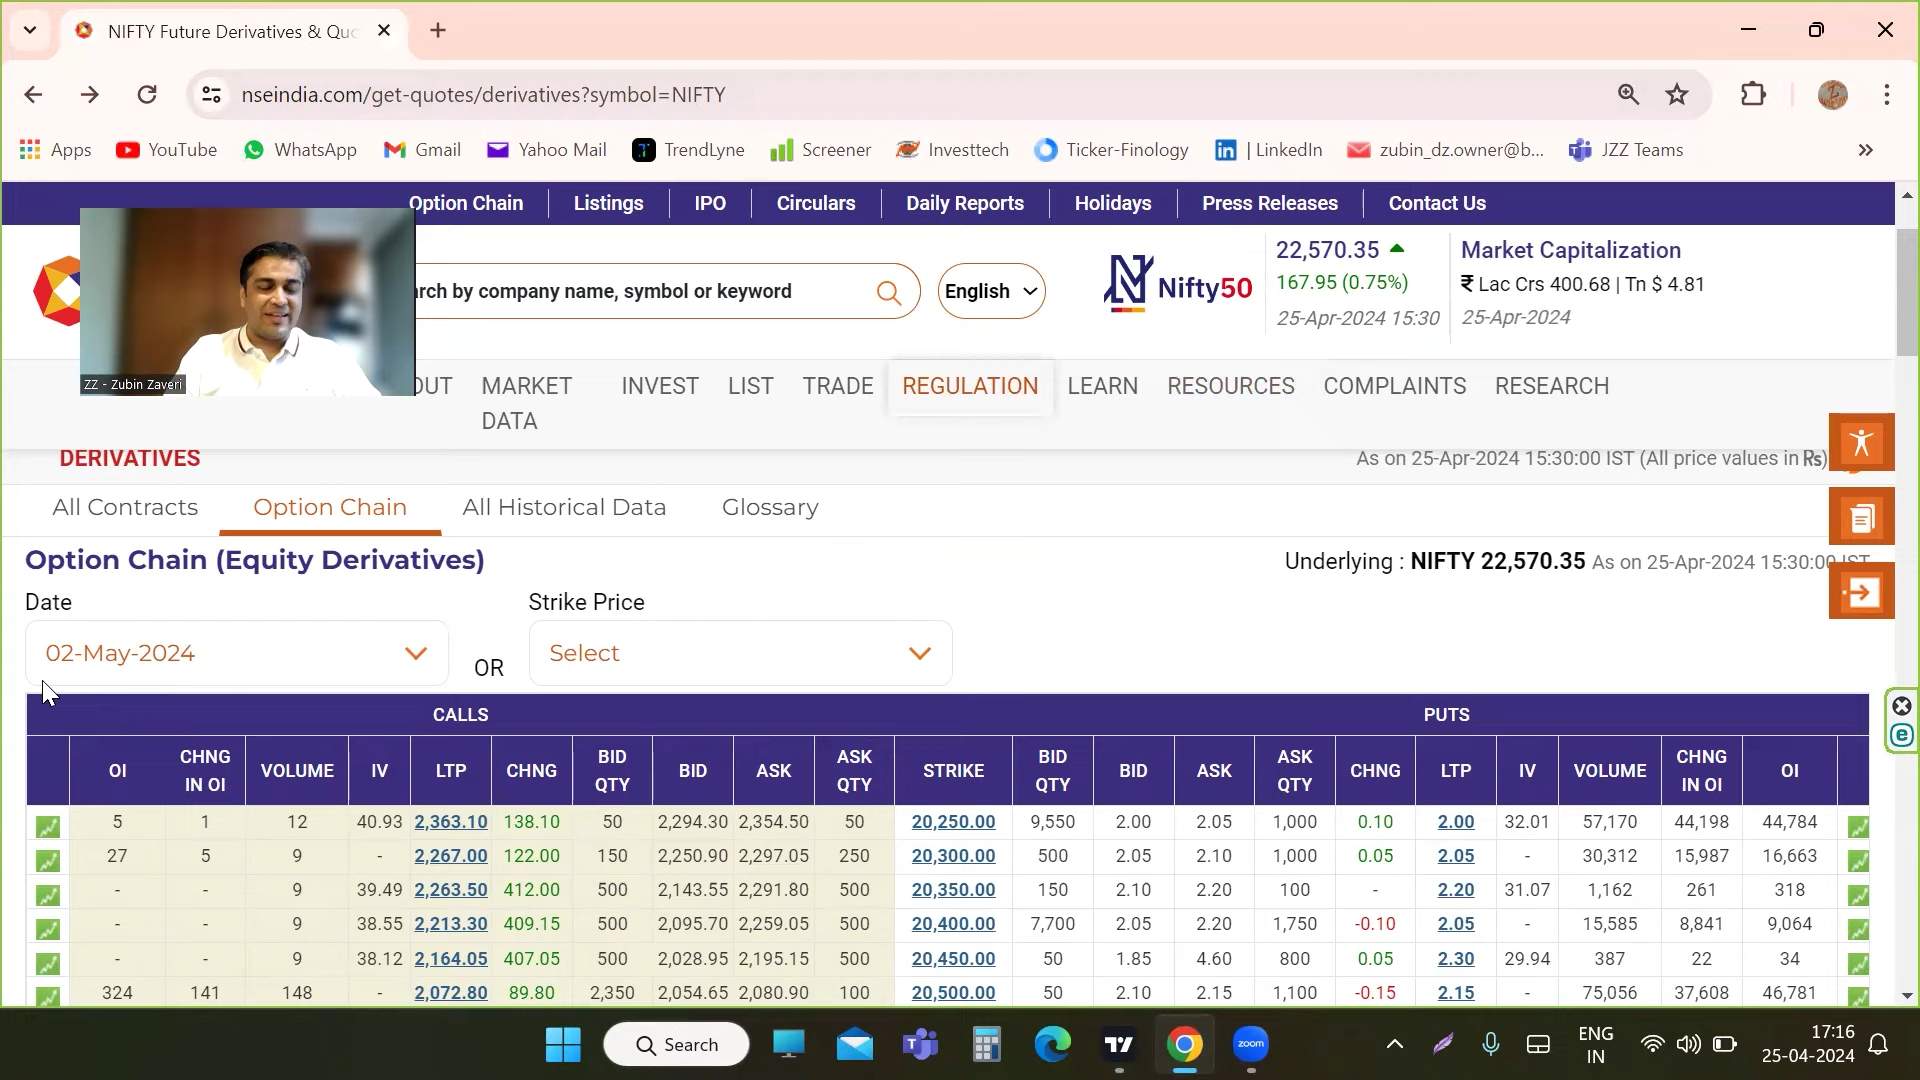 NIFTY Future Derivatives & Quo
nseindia.com/get-quotes/derivatives?symbol=NIFTY
Apps YouTube WhatsApp Gmail Yahoo Mail TrendLyne Screener Investtech Ticker-Finology | LinkedIn zubin_dz.owner@b... JZZ Teams »
Option Chain Listings IPO Circulars Daily Reports Holidays Press Releases Contact Us
rch by company name, symbol or keyword
English
Nifty50
22,570.35
167.95 (0.75%)
25-Apr-2024 15:30
Market Capitalization
₹ Lac Crs 400.68 | Tn $ 4.81
25-Apr-2024
ZZ - Zubin Zaveri
OUT MARKET DATA INVEST LIST TRADE REGULATION LEARN RESOURCES COMPLAINTS RESEARCH
DERIVATIVES
As on 25-Apr-2024 15:30:00 IST (All price values in Rs)
All Contracts Option Chain All Historical Data Glossary
Option Chain (Equity Derivatives)
Underlying : NIFTY 22,570.35 As on 25-Apr-2024 15:30:00 IST
Date Strike Price
02-May-2024 OR Select
CALLS PUTS
OI CHNG IN OI VOLUME IV LTP CHNG BID QTY BID ASK ASK QTY STRIKE BID QTY BID ASK ASK QTY CHNG LTP IV VOLUME CHNG IN OI OI
5 1 12 40.93 2,363.10 138.10 50 2,294.30 2,354.50 50 20,250.00 9,550 2.00 2.05 1,000 0.10 2.00 32.01 57,170 44,198 44,784
27 5 9 - 2,267.00 122.00 150 2,250.90 2,297.05 250 20,300.00 500 2.05 2.10 1,000 0.05 2.05 - 30,312 15,987 16,663
- - 9 39.49 2,263.50 412.00 500 2,143.55 2,291.80 500 20,350.00 150 2.10 2.20 100 - 2.20 31.07 1,162 261 318
- - 9 38.55 2,213.30 409.15 500 2,095.70 2,259.05 500 20,400.00 7,700 2.05 2.20 1,750 -0.10 2.05 - 15,585 8,841 9,064
- - 9 38.12 2,164.05 407.05 500 2,028.95 2,195.15 500 20,450.00 50 1.85 4.60 800 0.05 2.30 29.94 387 22 34
324 141 148 - 2,072.80 89.80 2,350 2,054.65 2,080.90 100 20,500.00 50 2.10 2.15 1,100 -0.15 2.15 - 75,056 37,608 46,781
Search
zoom
ENG
IN
17:16
25-04-2024